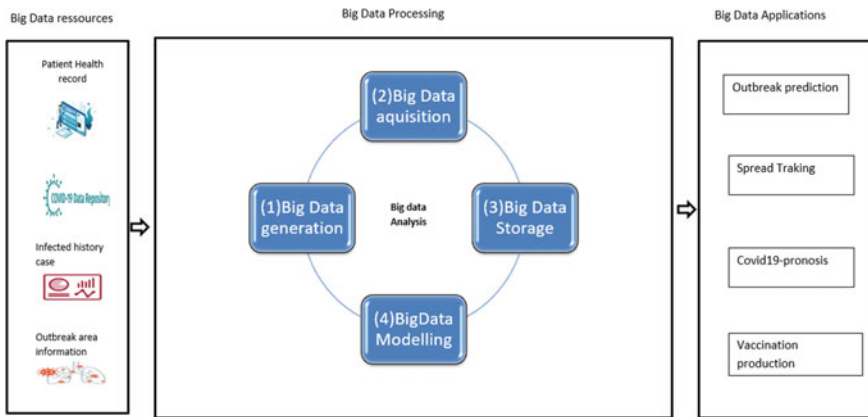 Big Data ressources
Big Data Processing
Big Data Applications
Patient Health
record
COVID-19 Data Repository
Infected history
case
Outbreak area
information
(2)Big Data
aquisition
(1)Big Data
generation
Big data
Analysis
(3)Big Data
Storage
(4)BigData
Modelling
Outbreak prediction
Spread Traking
Covid19-pronosis
Vaccination
production